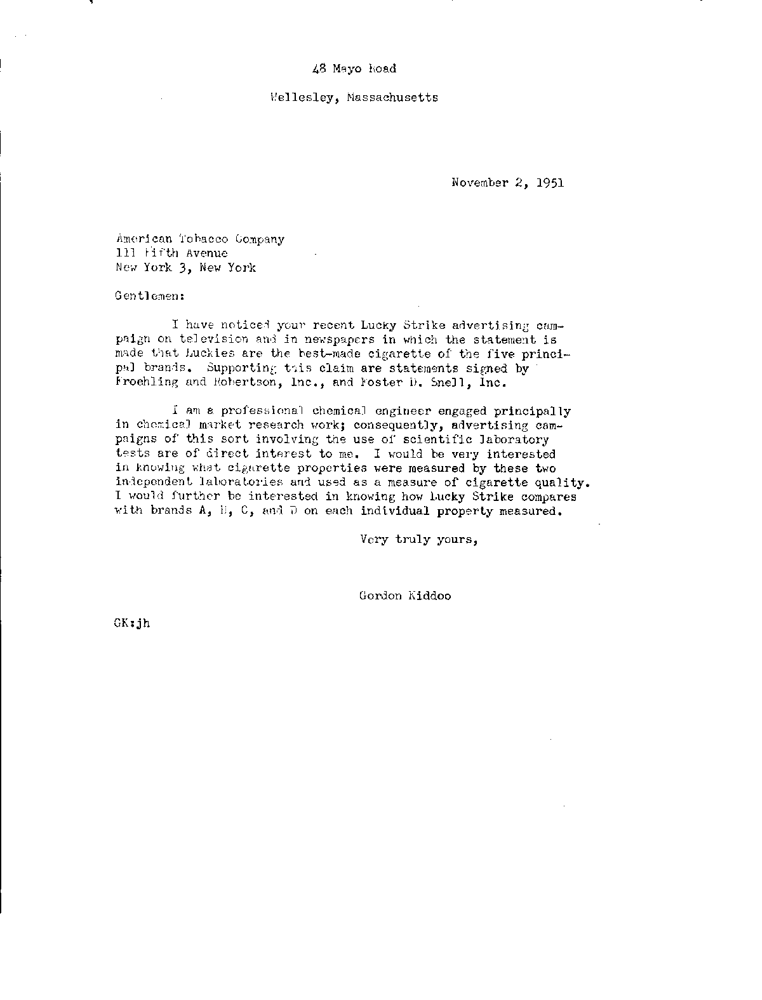 48 Mayo Road
Wellesley, Massachusetts
November 2, 1951
American Tobacco Company
111 Fifth Avenue
New York 3, New York
Gentlemen:
I have noticed your recent Lucky Strike advertising cam-
paign on television and in newspapers in which the statement is
made that Luckies are the best-made cigarette of the five princi-
pal brands. Supporting this claim are statements signed by
Froehling and Robertson, Inc., and Foster D. Snell, Inc.
I am a professional chemical engineer engaged principally
in chemical market research work; consequently, advertising cam-
paigns of this sort involving the use of scientific laboratory
tests are of direct interest to me. I would be very interested
in knowing what cigarette properties were measured by these two
independent laboratories and used as a measure of cigarette quality.
I would further be interested in knowing how Lucky Strike compares
with brands A, B, C, and D on each individual property measured.
Very truly yours,
Gordon Kiddoo
GK:jh